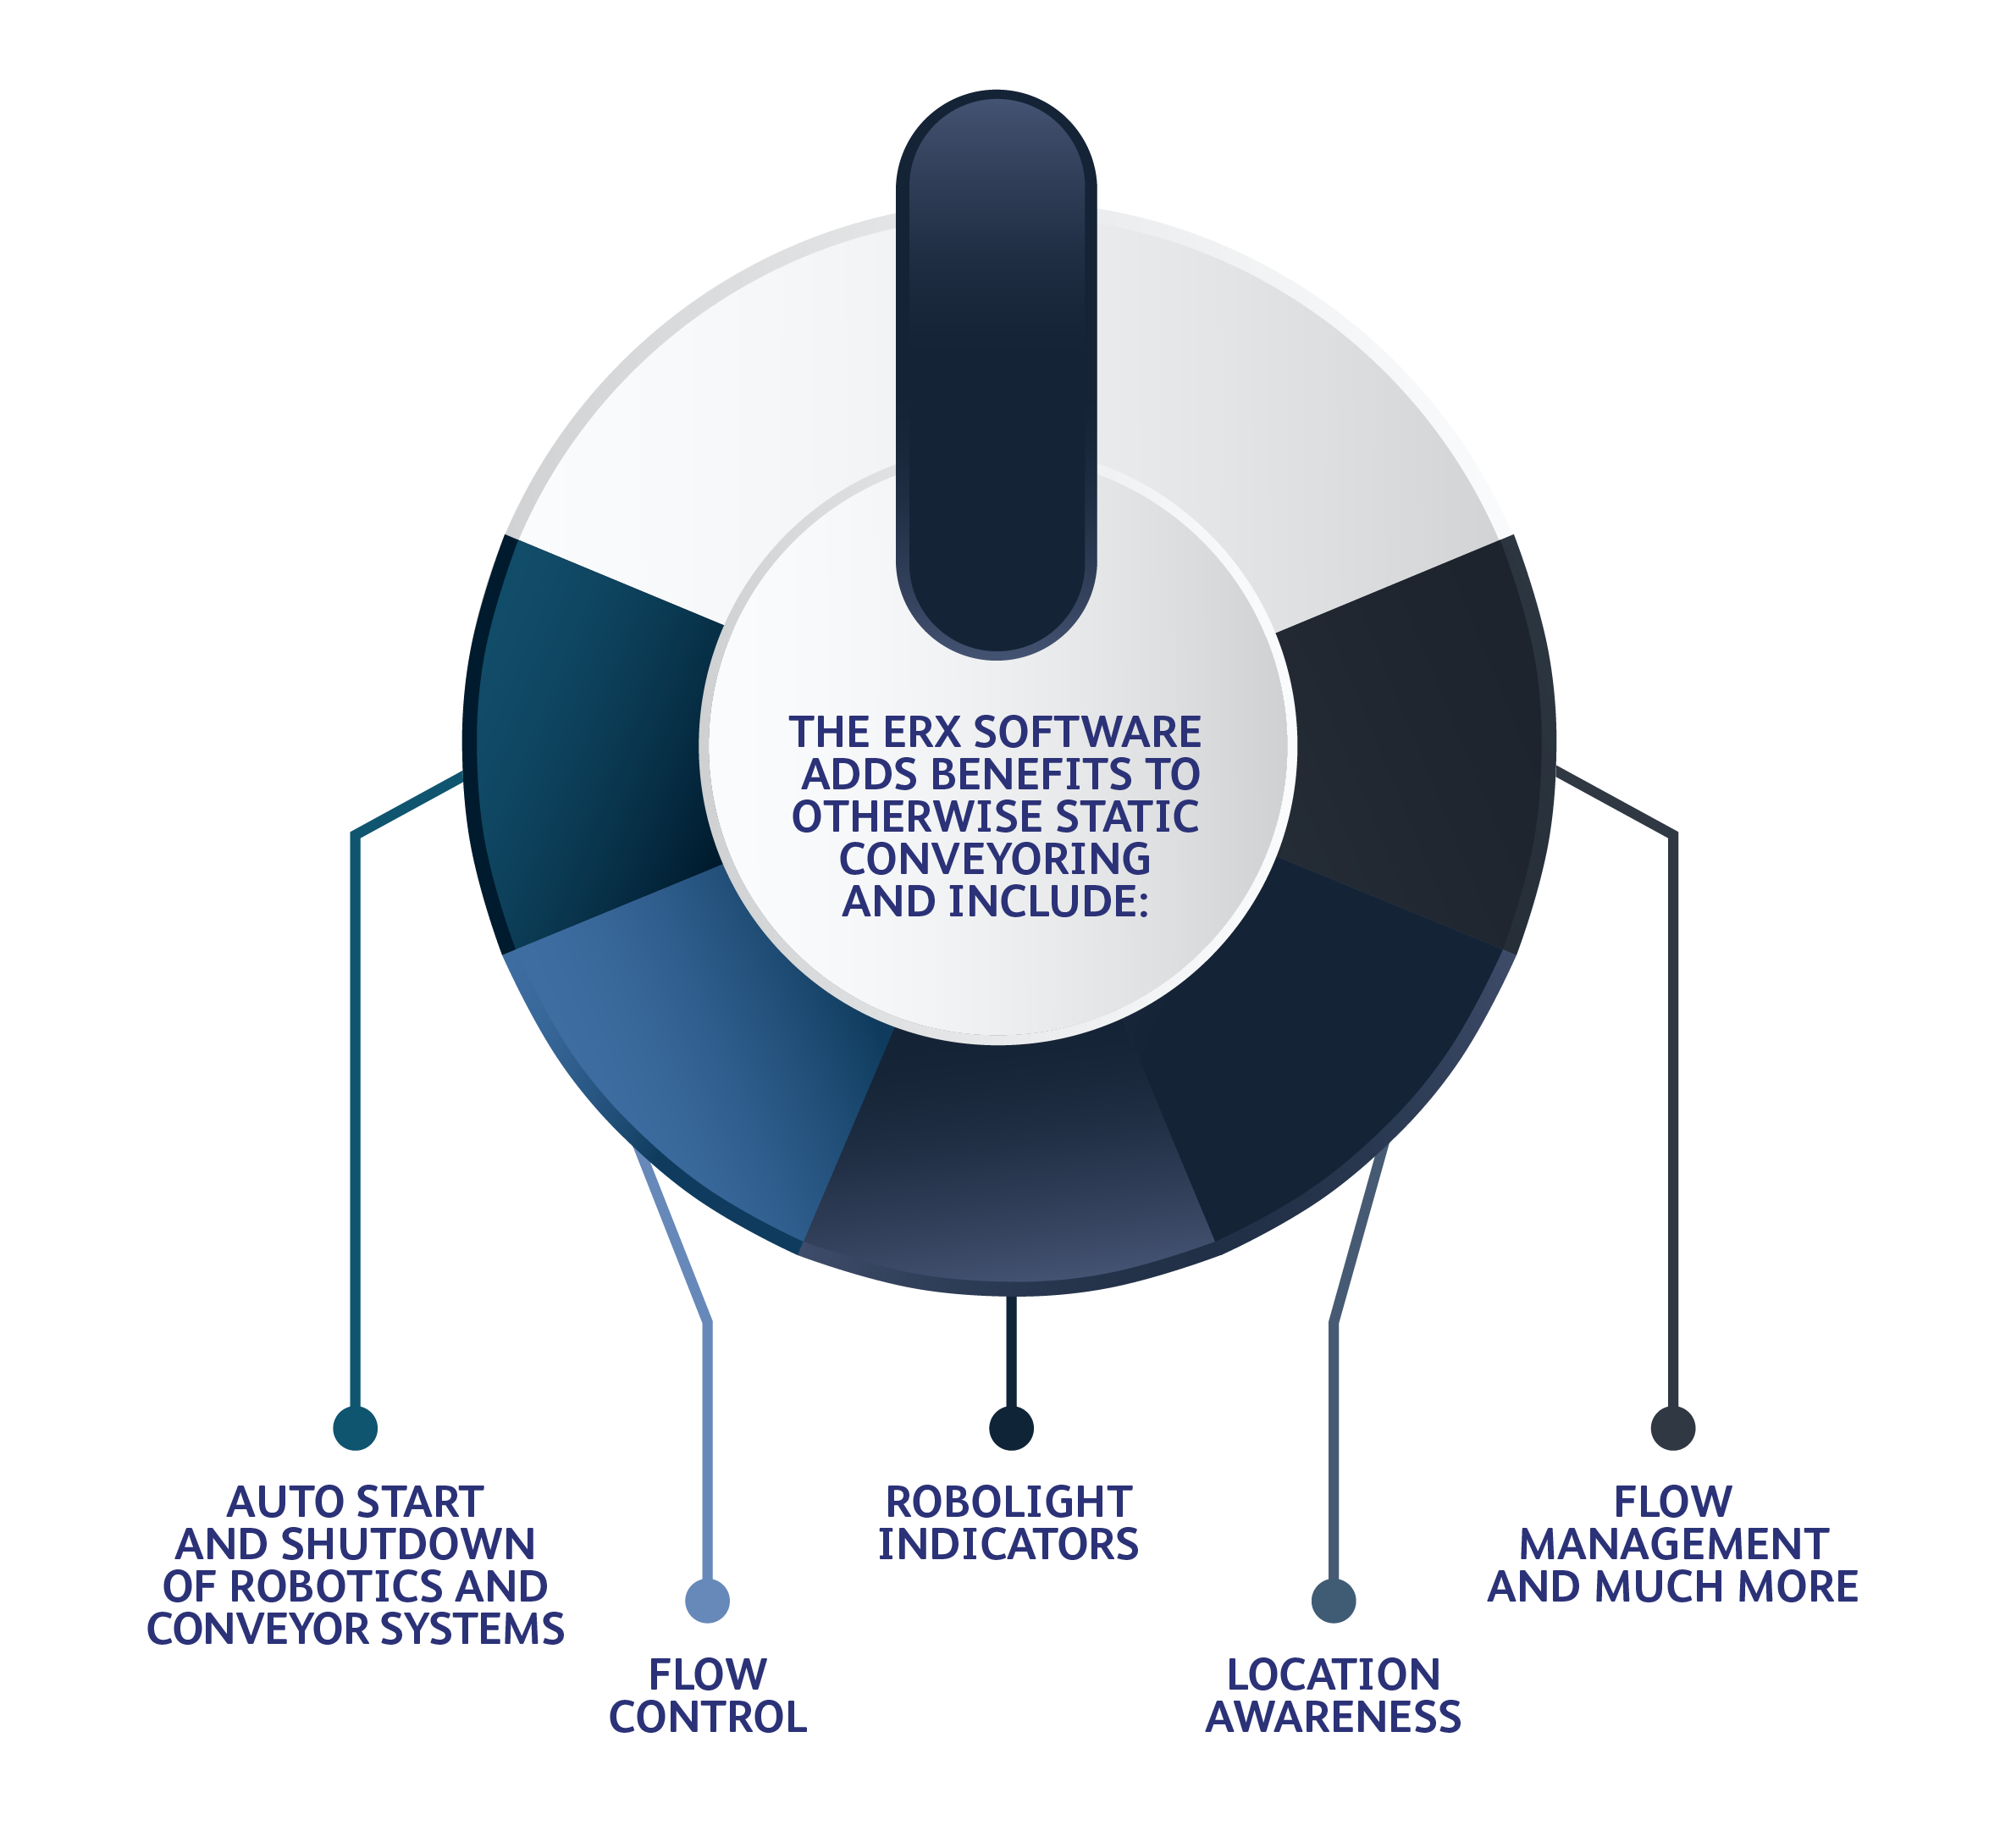 THE ERX SOFTWARE
ADDS BENEFITS TO
OTHERWISE STATIC
CONVEYORING
AND INCLUDE:
AUTO START
AND SHUTDOWN
OF ROBOTICS AND
CONVEYOR SYSTEMS
FLOW
CONTROL
ROBOLIGHT
INDICATORS
LOCATION
AWARENESS
FLOW
MANAGEMENT
AND MUCH MORE